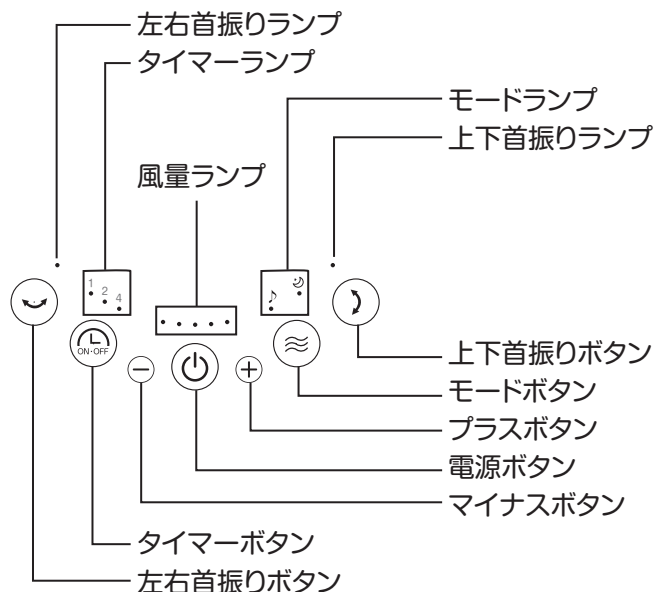 左右首振りランプ
タイマーランプ
モードランプ
上下首振りランプ
風量ランプ
1
2
4
ON·OFF
上下首振りボタン
モードボタン
プラスボタン
電源ボタン
マイナスボタン
タイマーボタン
左右首振りボタン